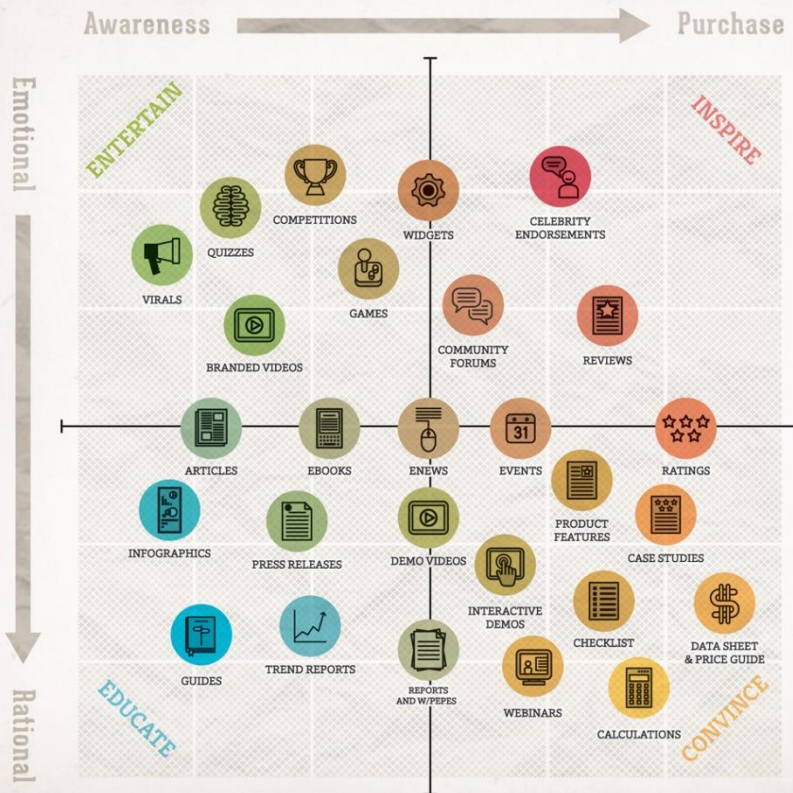 Awareness
Purchase
Emotional
Rational
ENTERTAIN
INSPIRE
COMPETITIONS
QUIZZES
WIDGETS
CELEBRITY
ENDORSEMENTS
VIRALS
GAMES
BRANDED VIDEOS
COMMUNITY
FORUMS
REVIEWS
31
ARTICLES
EBOOKS
ENEWS
EVENTS
RATINGS
INFOGRAPHICS
PRESS RELEASES
DEMO VIDEOS
PRODUCT
FEATURES
CASE STUDIES
INTERACTIVE
DEMOS
CHECKLIST
DATA SHEET
& PRICE GUIDE
GUIDES
TREND REPORTS
REPORTS
AND W/PEPES
WEBINARS
CALCULATIONS
EDUCATE
CONVINCE